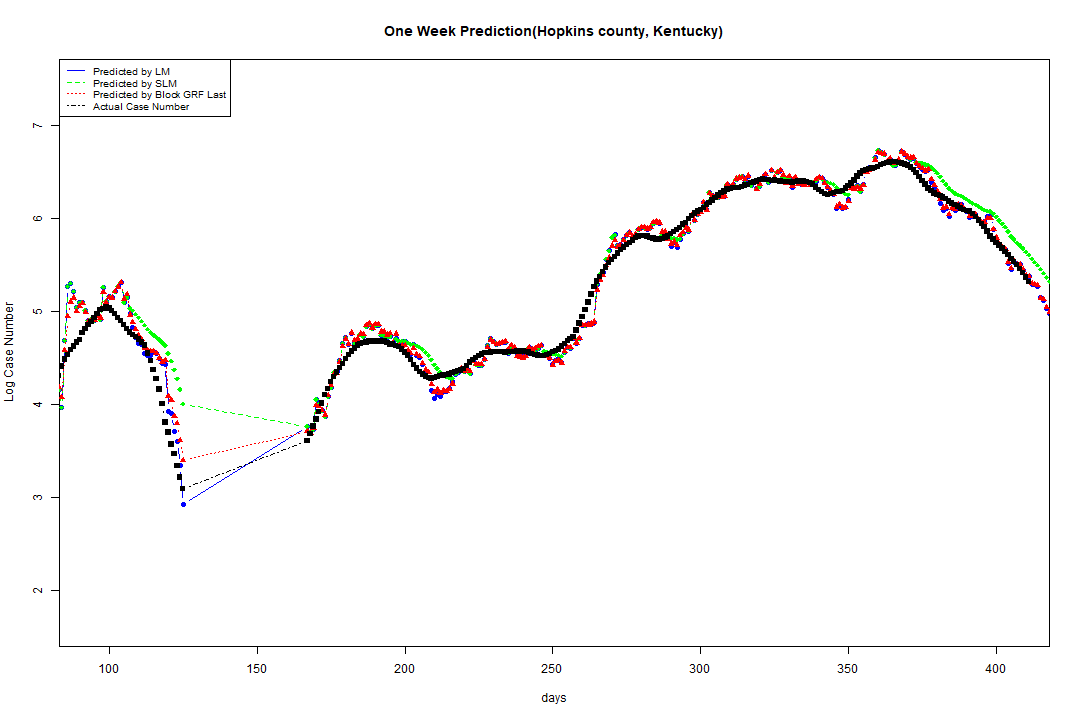 One Week Prediction(Hopkins county, Kentucky)
Predicted by LM
Predicted by SLM
Predicted by Block GRF Last
Actual Case Number
Log Case Number
7
6
5
4
3
2
100 150 200 250 300 350 400
days